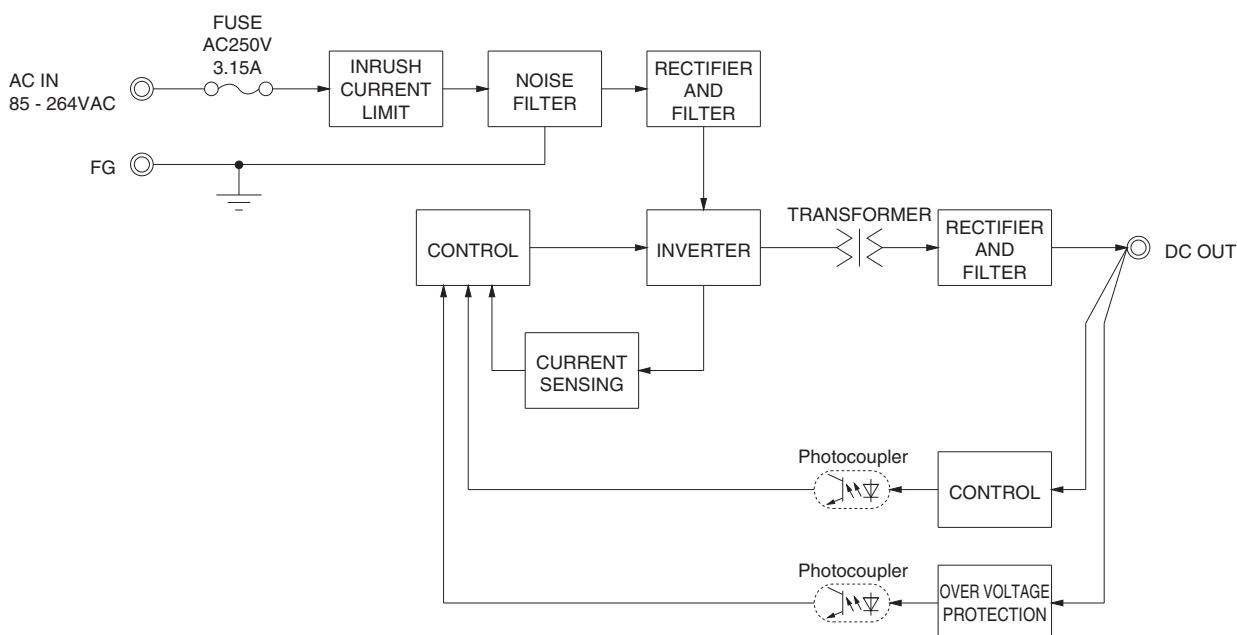 FUSE
AC250V
3.15A
AC IN
85 - 264VAC
INRUSH
CURRENT
LIMIT
NOISE
FILTER
RECTIFIER
AND
FILTER
FG
CONTROL
INVERTER
TRANSFORMER
RECTIFIER
AND
FILTER
DC OUT
CURRENT
SENSING
Photocoupler
CONTROL
Photocoupler
OVER VOLTAGE
PROTECTION